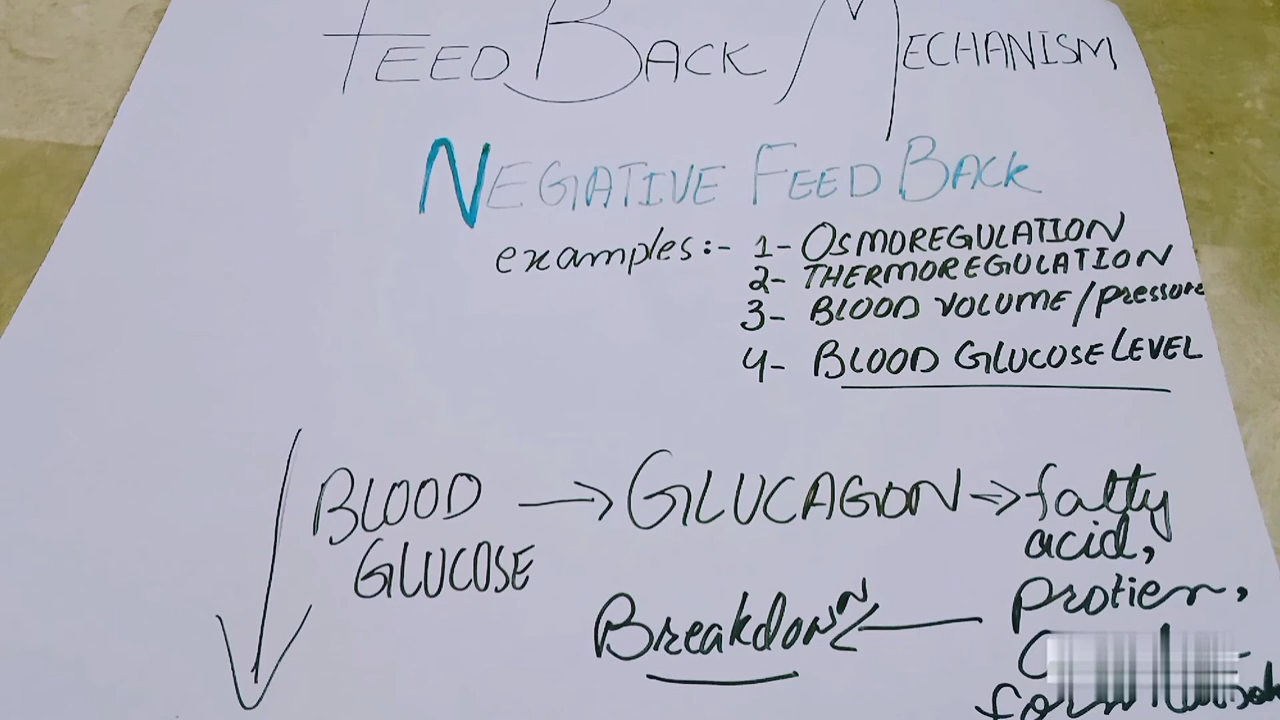 FEED BACK MECHANISM
NEGATIVE FEED BACK
examples:- 1- OSMOREGULATION
2- THERMOREGULATION
3- BLOOD VOLUME/pressure
4- BLOOD GLUCOSE LEVEL
BLOOD GLUCOSE → GLUCAGON → fatty acid,
protien,
BreakdowN ←